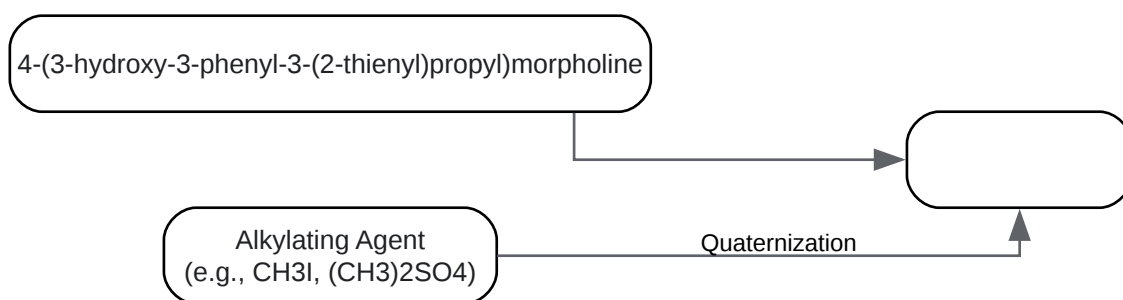 4-(3-hydroxy-3-phenyl-3-(2-thienyl)propyl)morpholine
Alkylating Agent
(e.g., CH3I, (CH3)2SO4)
Quaternization